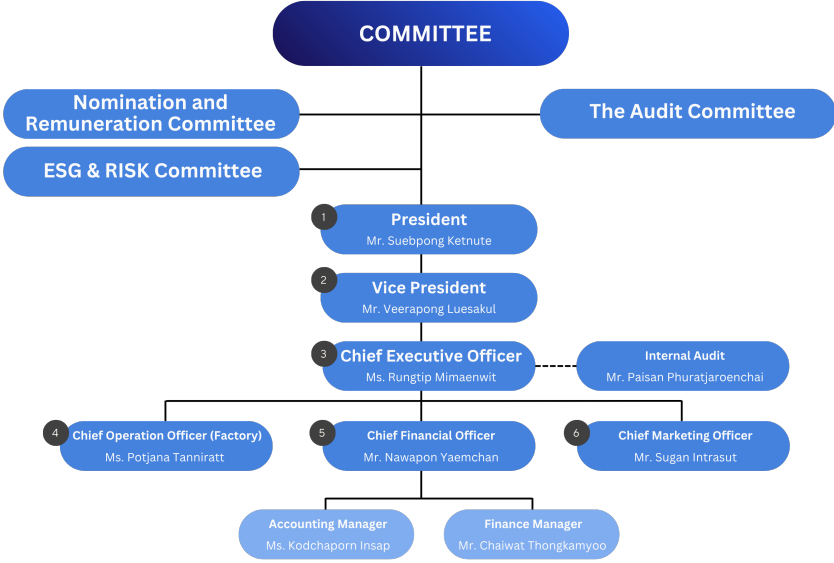 COMMITTEE
Nomination and
Remuneration Committee
The Audit Committee
ESG & RISK Committee
1
President
Mr. Suebpong Ketnute
2
Vice President
Mr. Veerapong Luesakul
3
Chief Executive Officer
Ms. Rungtip Mimaenwit
Internal Audit
Mr. Paisan Phuratjaroenchai
4
Chief Operation Officer (Factory)
Ms. Potjana Tanniratt
5
Chief Financial Officer
Mr. Nawapon Yaemchan
6
Chief Marketing Officer
Mr. Sugan Intrasut
Accounting Manager
Ms. Kodchaporn Insap
Finance Manager
Mr. Chaiwat Thongkamyoo